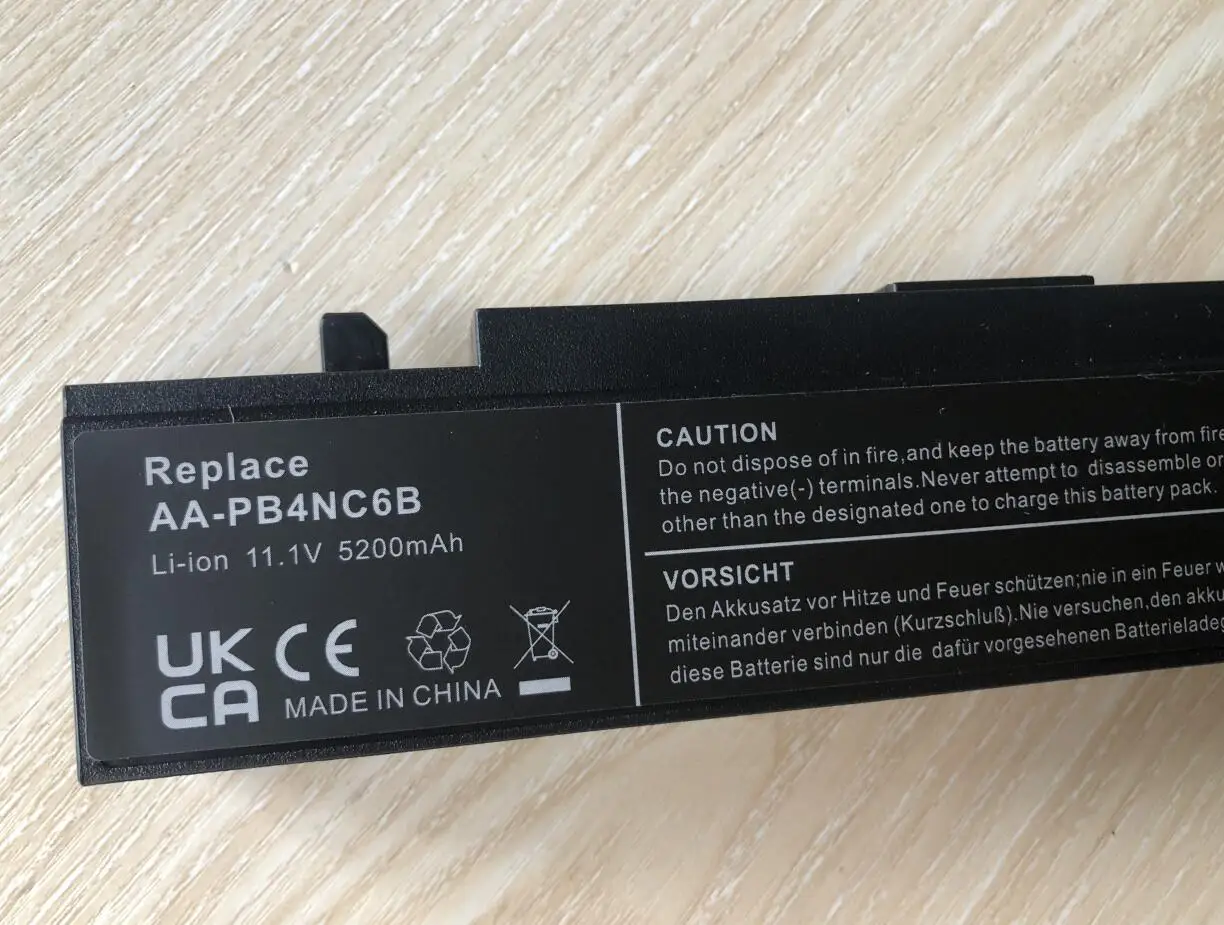 Replace
AA-PB4NC6B
Li-ion 11.1V 5200mAh
UK
CA
CE
MADE IN CHINA
CAUTION
Do not dispose of in fire,and keep the battery away from fire
the negative(-) terminals.Never attempt to disassemble or
other than the designated one to charge this battery pack.
VORSICHT
Den Akkusatz vor Hitze und Feuer schützen;nie in ein Feuer w
miteinander verbinden (Kurzschluß).Nie versuchen,den akku
diese Batterie sind nur die dafür vorgesehenen Batterieladeg